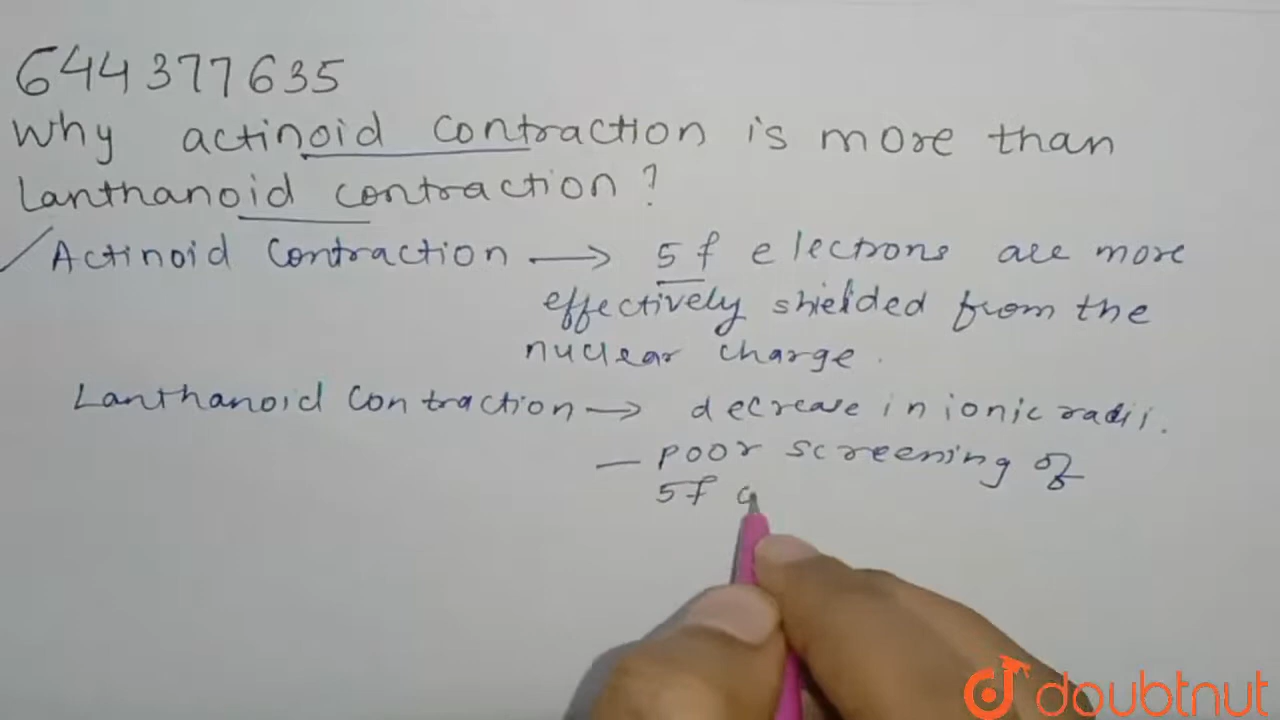 644377635
Why actinoid contraction is more than
Lanthanoid contraction?
Actinoid Contraction → 5f electrons are more
effectively shielded from the
nuclear charge.
Lanthanoid Contraction → decrease in ionic radii.
— poor screening of
5f
doubtnut